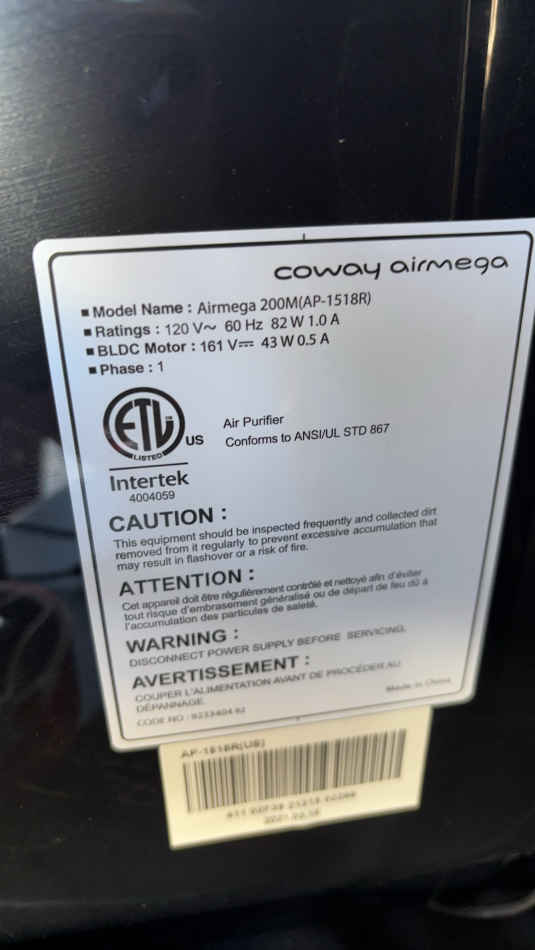 coway airmega
▪ Model Name : Airmega 200M(AP-1518R)
▪ Ratings : 120 V~ 60 Hz 82 W 1.0 A
▪ BLDC Motor : 161 V⎓ 43 W 0.5 A
▪ Phase : 1
ETL
LISTED
US
Intertek
4004059
Air Purifier
Conforms to ANSI/UL STD 867
CAUTION :
This equipment should be inspected frequently and collected dirt
removed from it regularly to prevent excessive accumulation that
may result in flashover or a risk of fire.
ATTENTION :
Cet appareil doit être régulièrement contrôlé et nettoyé afin d'éviter
tout risque d'embrasement généralisé ou de départ de feu dû à
l'accumulation des particules de saleté.
WARNING :
DISCONNECT POWER SUPPLY BEFORE SERVICING.
AVERTISSEMENT :
COUPER L'ALIMENTATION AVANT DE PROCÉDER AU
DÉPANNAGE.
Made in China
CODE NO :
AP-1518R(US)